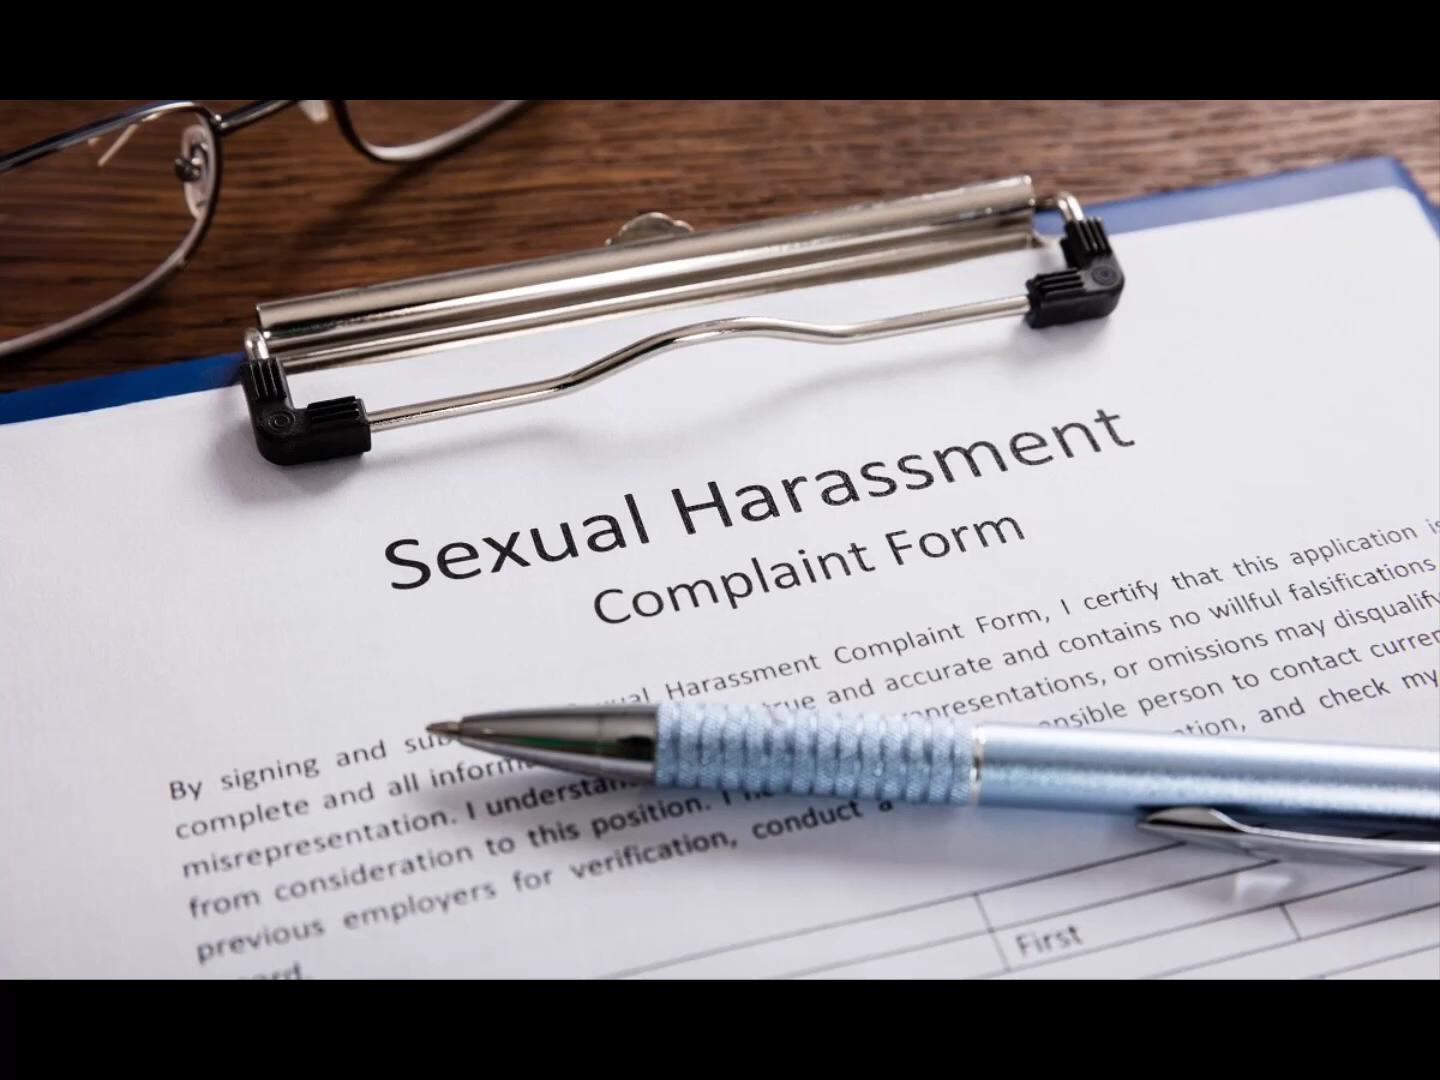 Sexual Harassment
Complaint Form
By signing and Harassment Complaint Form, I certify that this application is
complete and all true and accurate and contains no willful falsifications
misrepresentation. I or omissions may disqualify
from consideration to this position. I person to contact
previous employers for verification, conduct a and check my
First